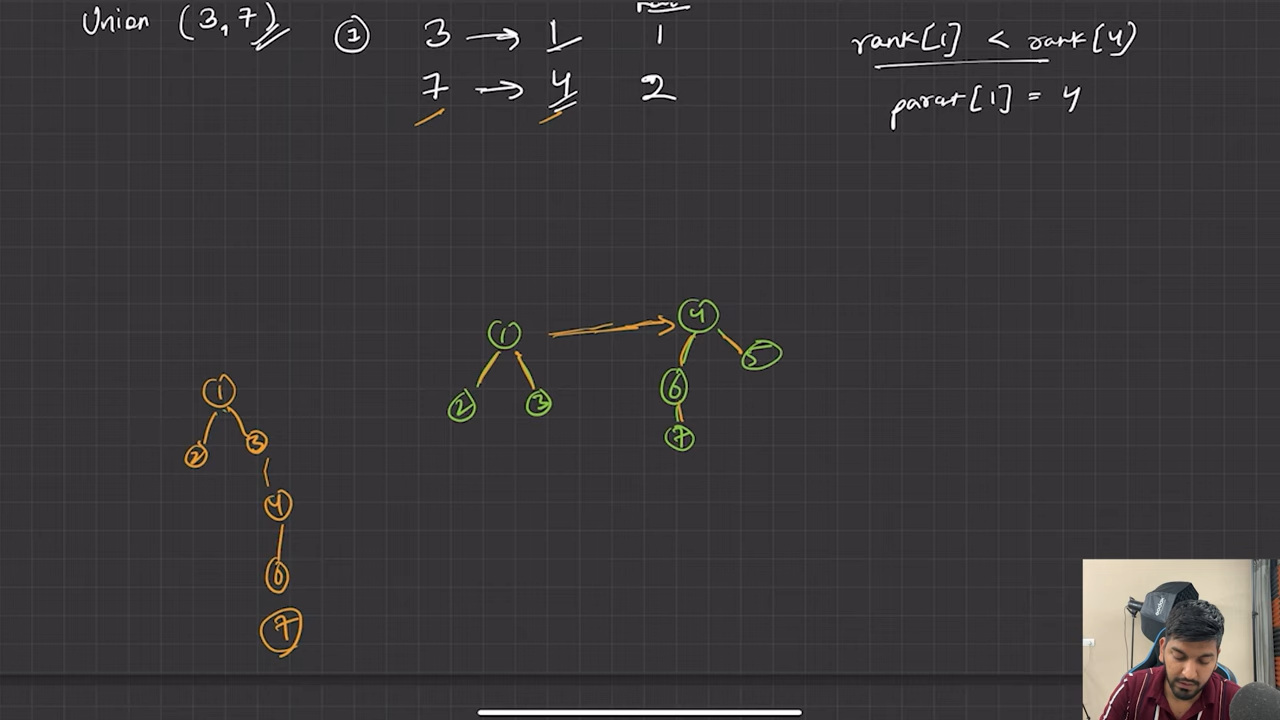 Union (3,7) ① 3 → 1 1
7 → 4 2
rank[1] < rank[4]
parat[1] = 4
1
2 3
4
6 5
7
1
2 3
4
6
7